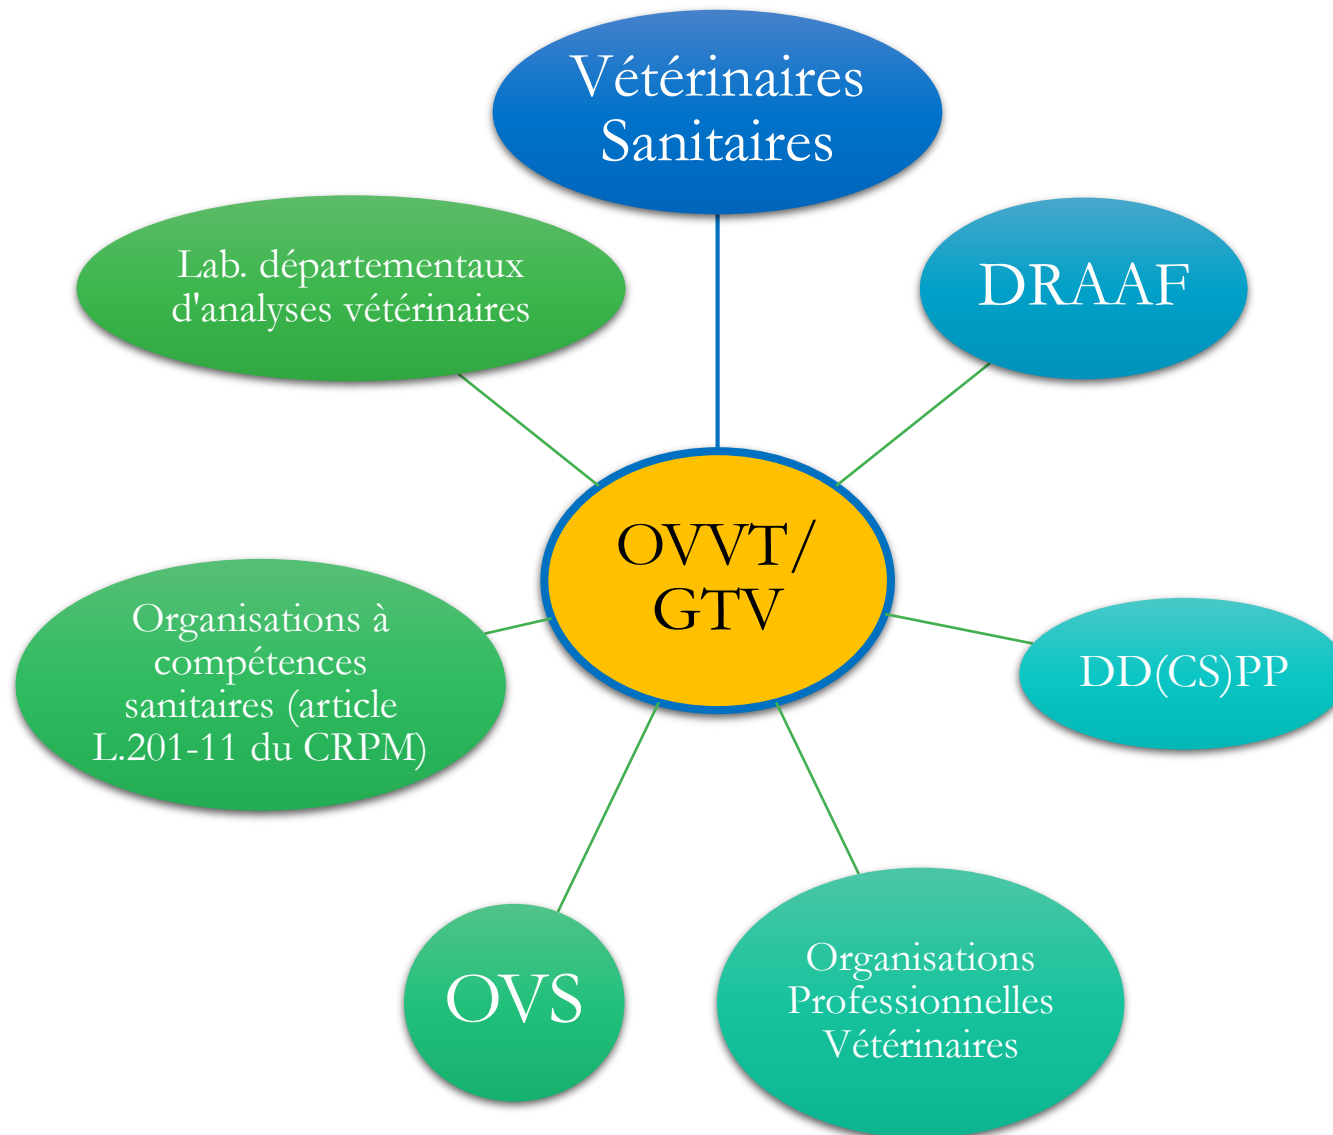 Vétérinaires
Sanitaires
Lab. départementaux
d'analyses vétérinaires
DRAAF
OVVT/
GTV
Organisations à
compétences
sanitaires (article
L.201-11 du CRPM)
DD(CS)PP
OVS
Organisations
Professionnelles
Vétérinaires